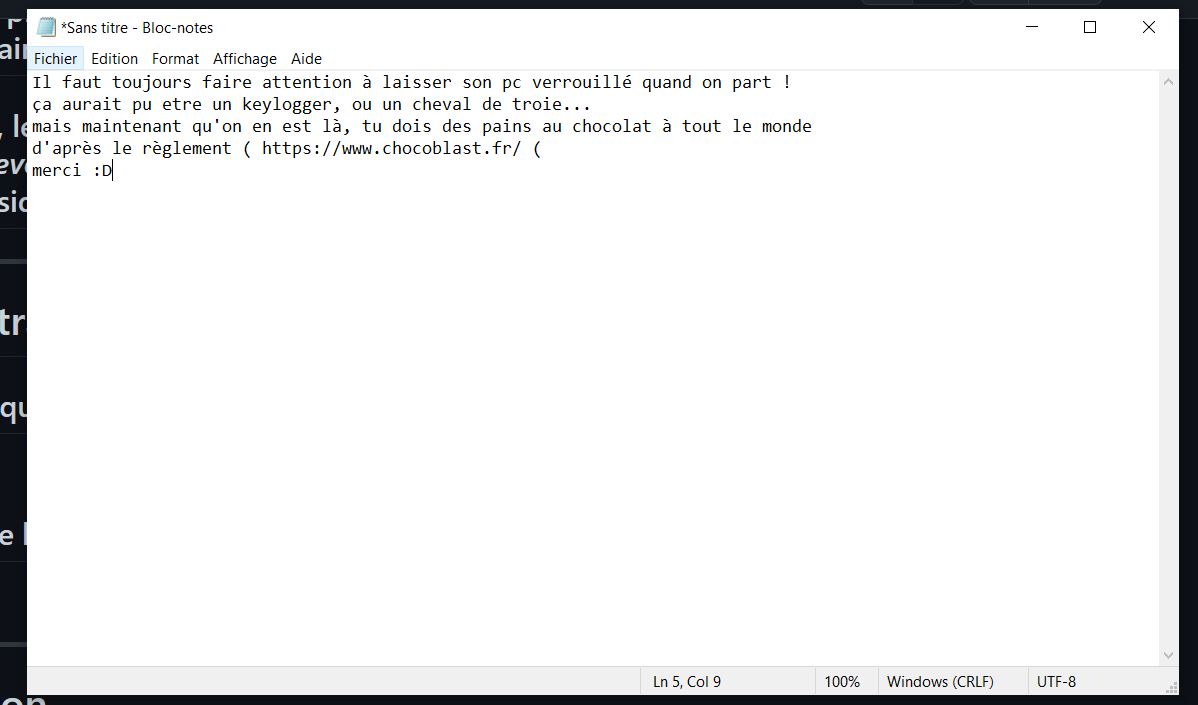 *Sans titre - Bloc-notes
Fichier Edition Format Affichage Aide
Il faut toujours faire attention à laisser son pc verrouillé quand on part !
ça aurait pu etre un keylogger, ou un cheval de troie...
mais maintenant qu'on en est là, tu dois des pains au chocolat à tout le monde
d'après le règlement ( https://www.chocoblast.fr/ (
merci :D
Ln 5, Col 9 100% Windows (CRLF) UTF-8